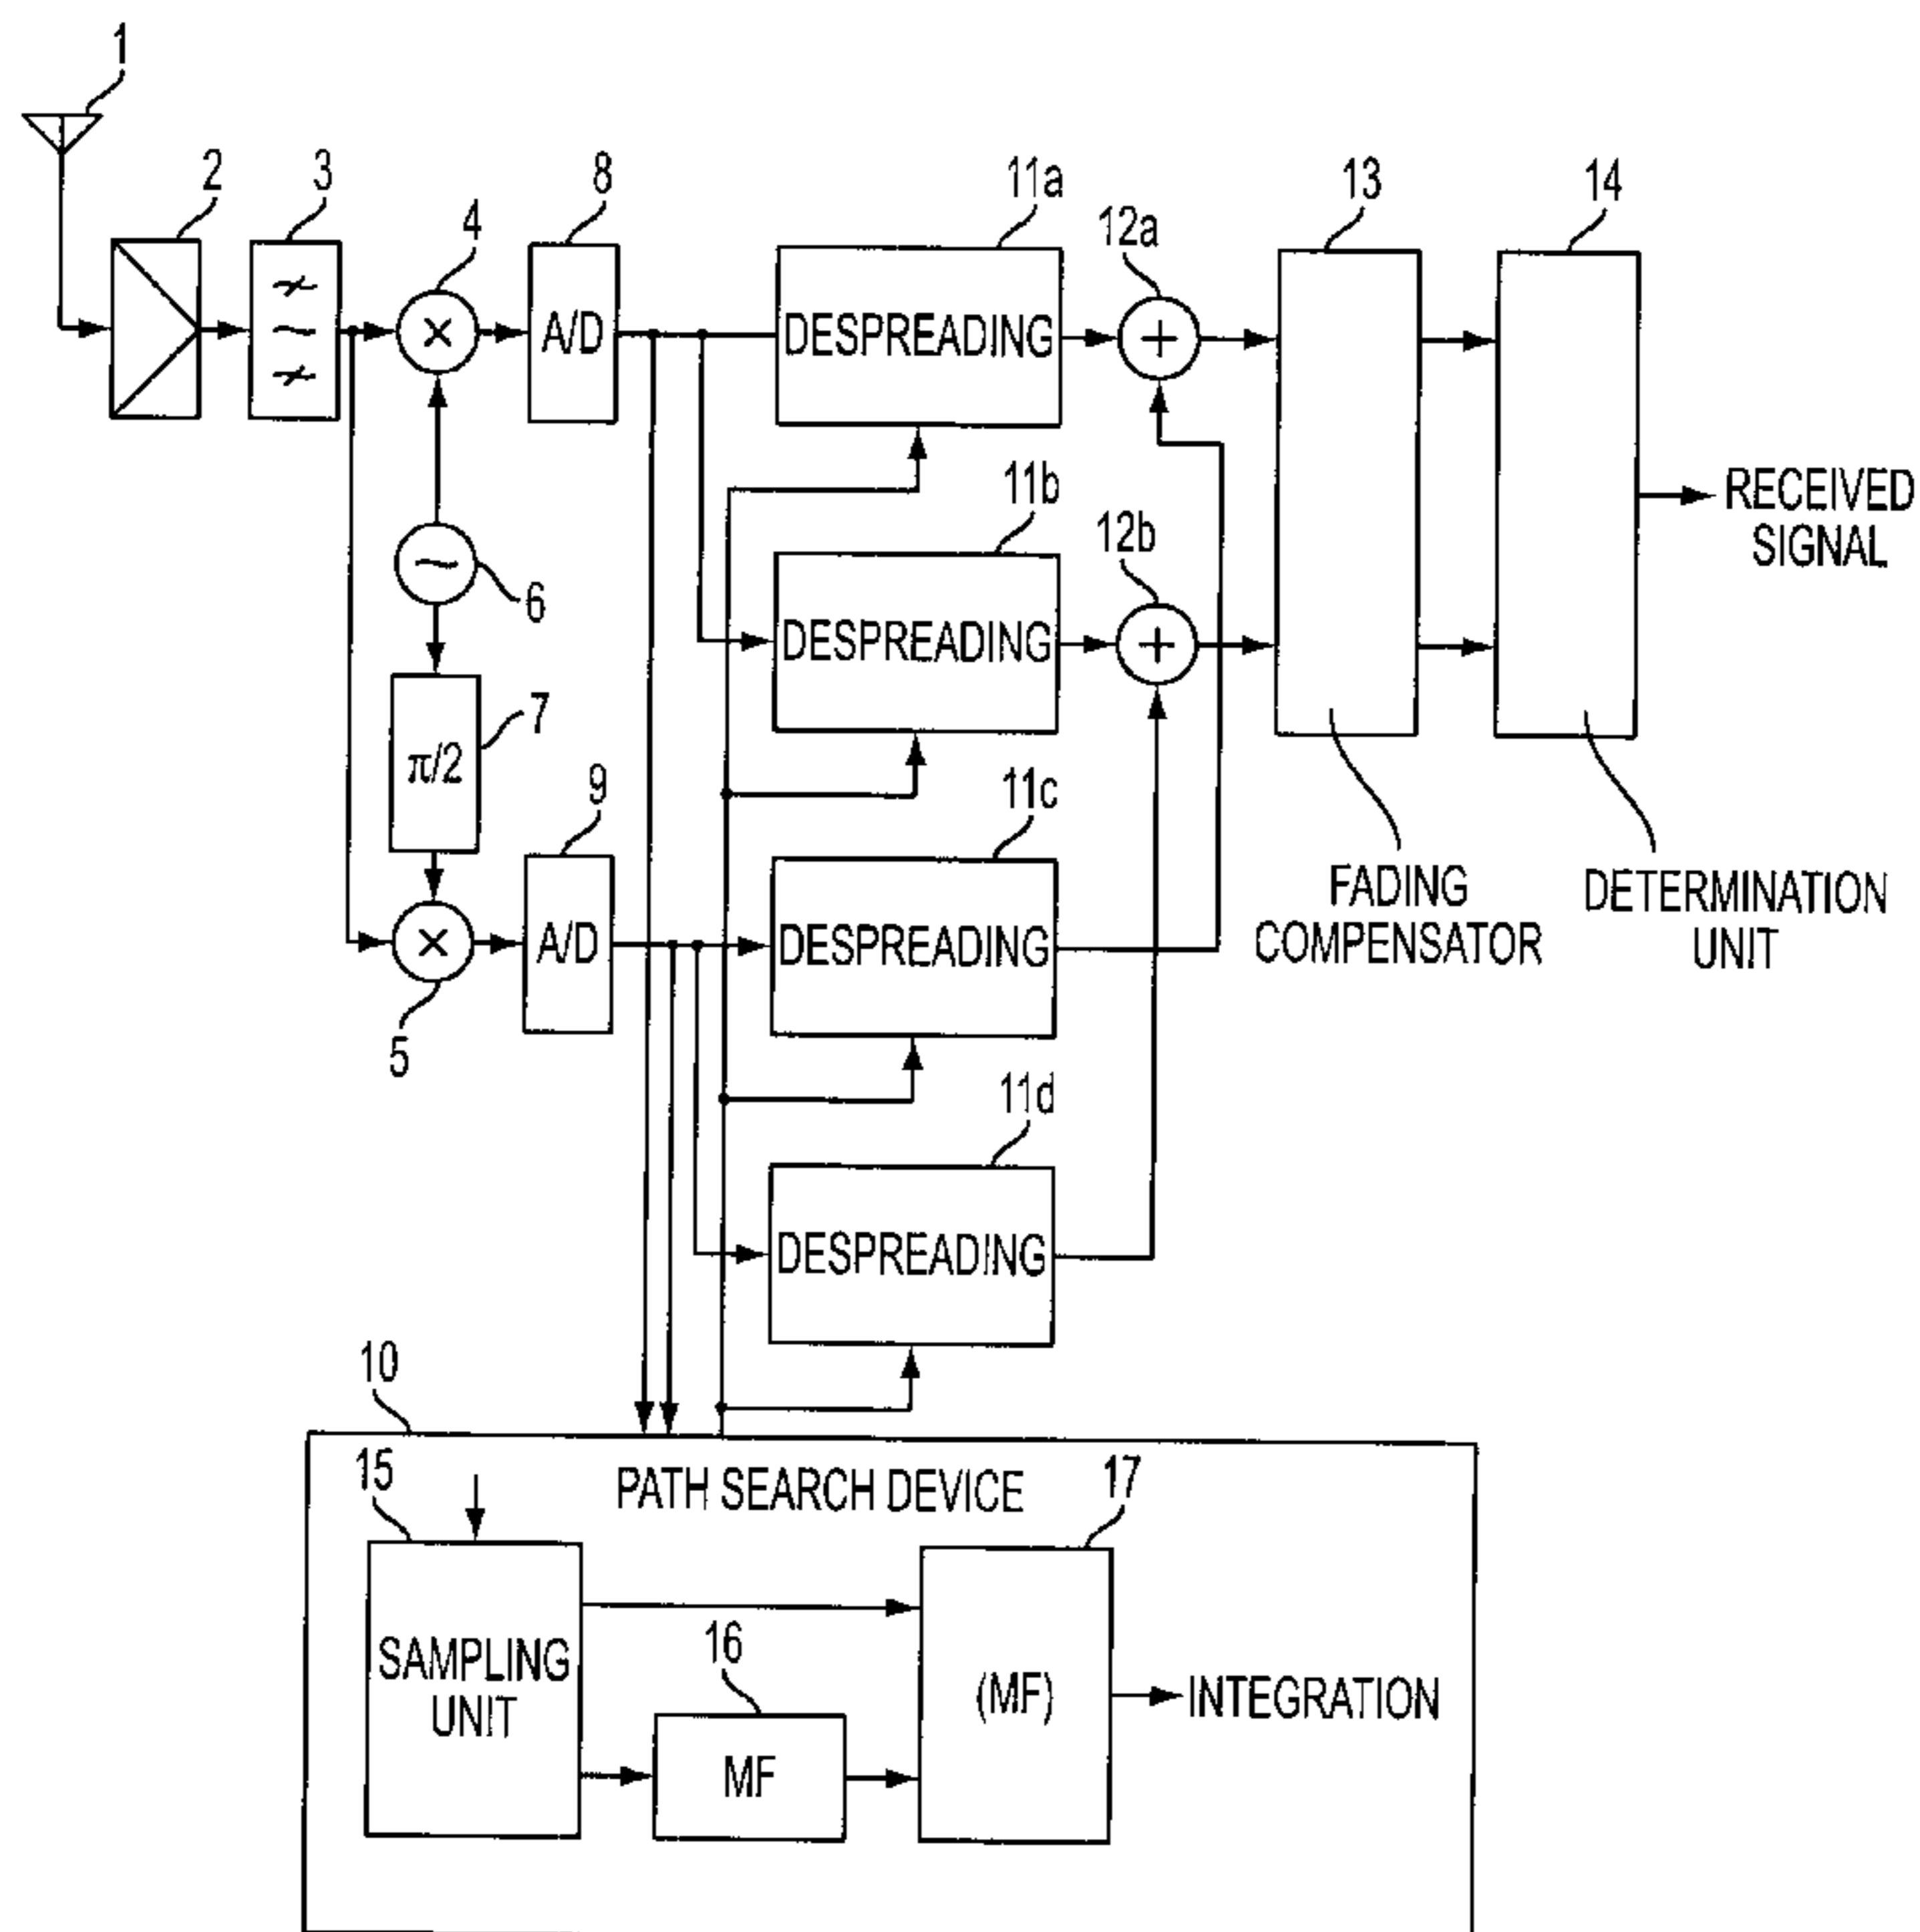 1
2
3
4
8
11a
12a
13
14
A/D
DESPREADING
+
×
~
6
11b
12b
RECEIVED
SIGNAL
DESPREADING
+
π/2
7
9
11c
FADING
COMPENSATOR
DETERMINATION
UNIT
×
A/D
DESPREADING
5
11d
DESPREADING
10
PATH SEARCH DEVICE
15
17
SAMPLING
UNIT
16
MF
(MF)
INTEGRATION